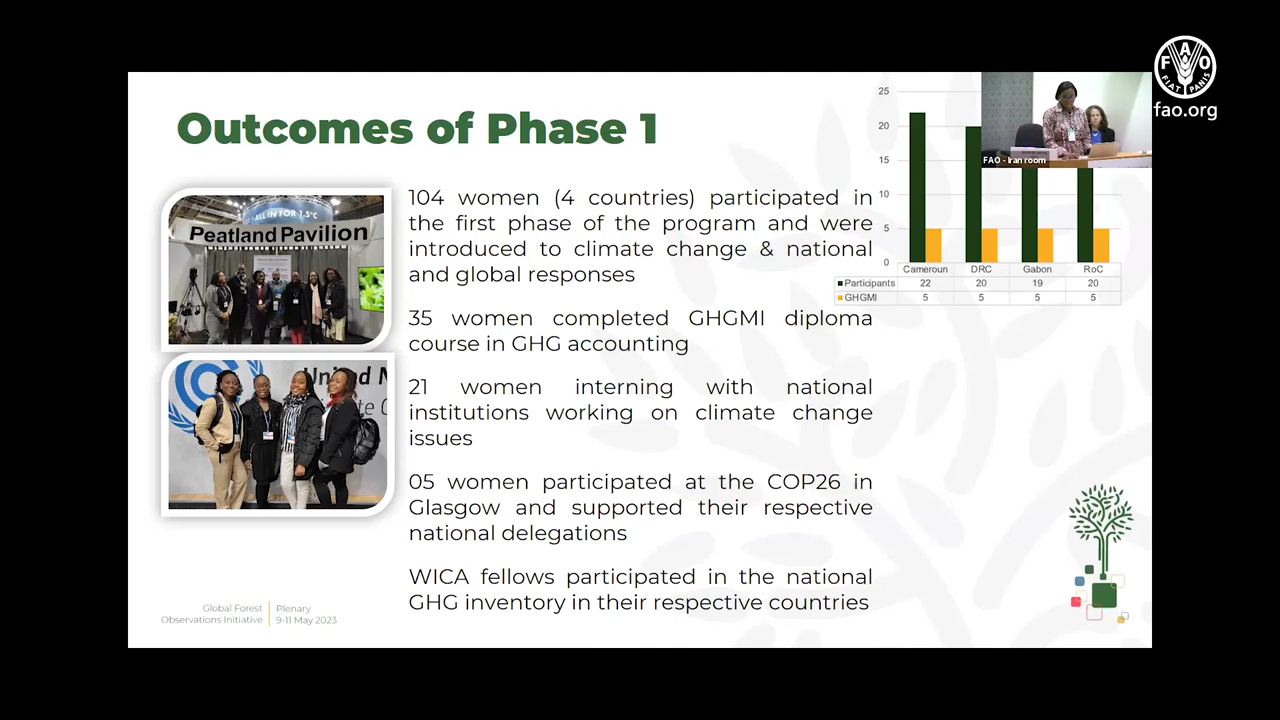 Outcomes of Phase 1
ALL IN FOR 1.5°C
Peatland Pavilion
United N
te C
104 women (4 countries) participated in
the first phase of the program and were
introduced to climate change & national
and global responses
35 women completed GHGMI diploma
course in GHG accounting
21 women interning with national
institutions working on climate change
issues
05 women participated at the COP26 in
Glasgow and supported their respective
national delegations
WICA fellows participated in the national
GHG inventory in their respective countries
25
20
15
10
5
0
Cameroun DRC Gabon RoC
Participants 22 20 19 20
GHGMI 5 5 5 5
FAO - Iran room
FAO
FIAT PANIS
fao.org
Global Forest
Observations Initiative
Plenary
9-11 May 2023